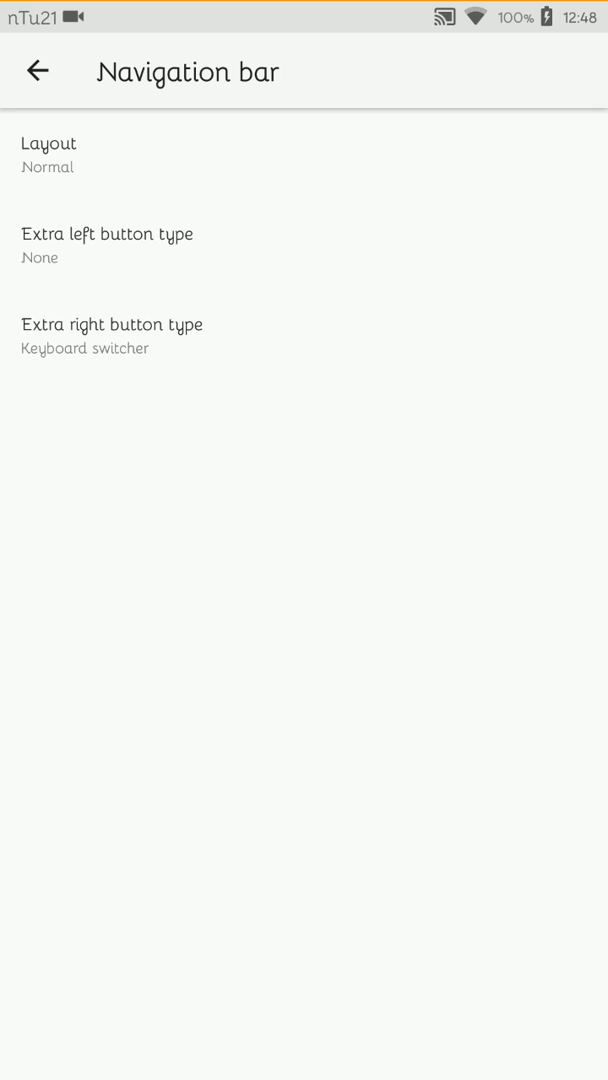 nTu21 100% 12:48
Navigation bar
Layout
Normal
Extra left button type
None
Extra right button type
Keyboard switcher